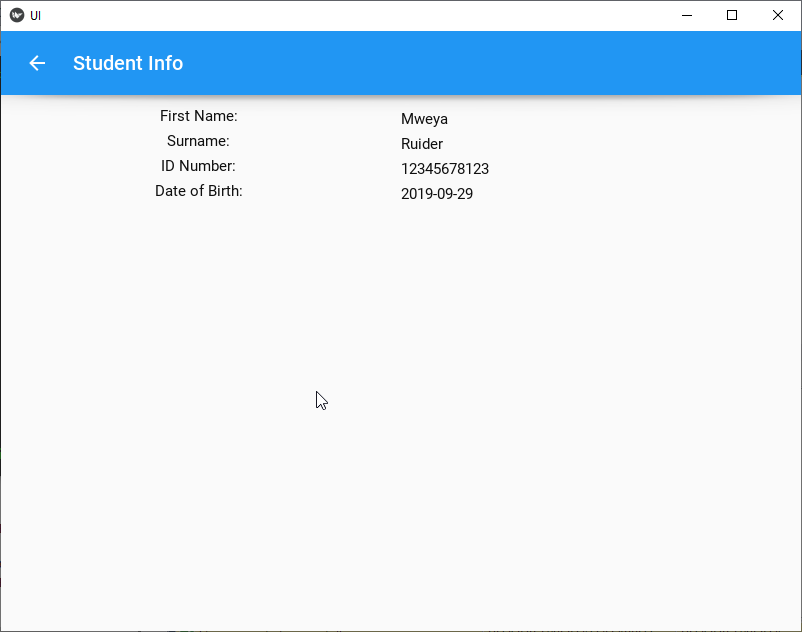 UI
Student Info
First Name: Mweya
Surname: Ruider
ID Number: 12345678123
Date of Birth: 2019-09-29